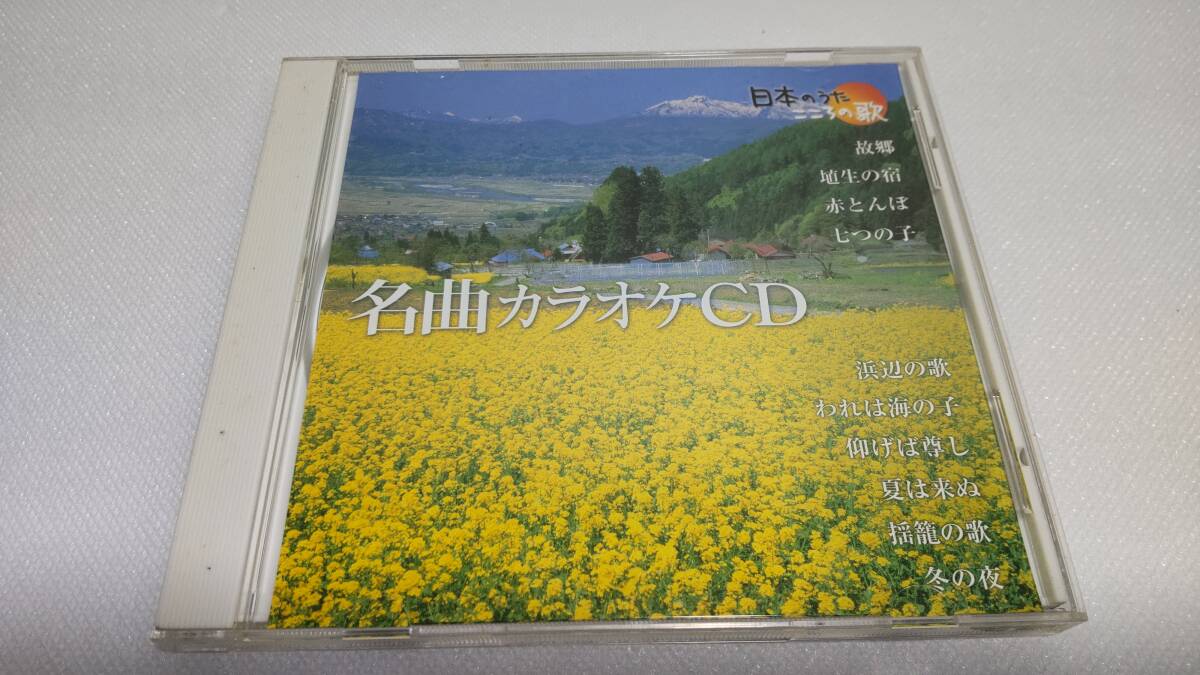 日本のうた
こころの歌
故郷
埴生の宿
赤とんぼ
七つの子
名曲カラオケCD
浜辺の歌
われは海の子
仰げば尊し
夏は来ぬ
揺籠の歌
冬の夜